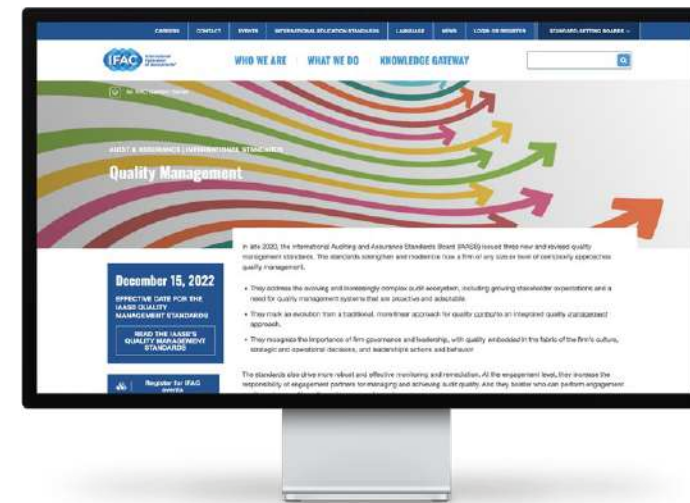 CAREERS CONTACT EVENTS INTERNATIONAL EDUCATION STANDARDS LANGUAGE NEWS LOGIN OR REGISTER STANDARD-SETTING BOARDS
IFAC International Federation of Accountants
WHO WE ARE WHAT WE DO KNOWLEDGE GATEWAY
AUDIT & ASSURANCE | INTERNATIONAL STANDARDS
Quality Management
In late 2020, the International Auditing and Assurance Standards Board (IAASB) issued three new and revised quality
management standards. The standards strengthen and modernize how a firm of any size or level of complexity approaches
quality management.
• They address the evolving and increasingly complex audit ecosystem, including growing stakeholder expectations and a
need for quality management systems that are proactive and adaptable
• They mark an evolution from a traditional, more linear approach for quality control to an integrated quality management
approach.
• They recognize the importance of firm governance and leadership, with quality embedded in the fabric of the firm's culture,
strategic and operational decisions, and leadership's actions and behavior
The standards also drive more robust and effective monitoring and remediation. At the engagement level, they increase the
responsibility of engagement partners for managing and achieving audit quality. And they bolster who can perform engagement
December 15, 2022
EFFECTIVE DATE FOR THE
IAASB QUALITY
MANAGEMENT STANDARDS
READ THE IAASB'S
QUALITY MANAGEMENT
STANDARDS
Register for IFAC
events